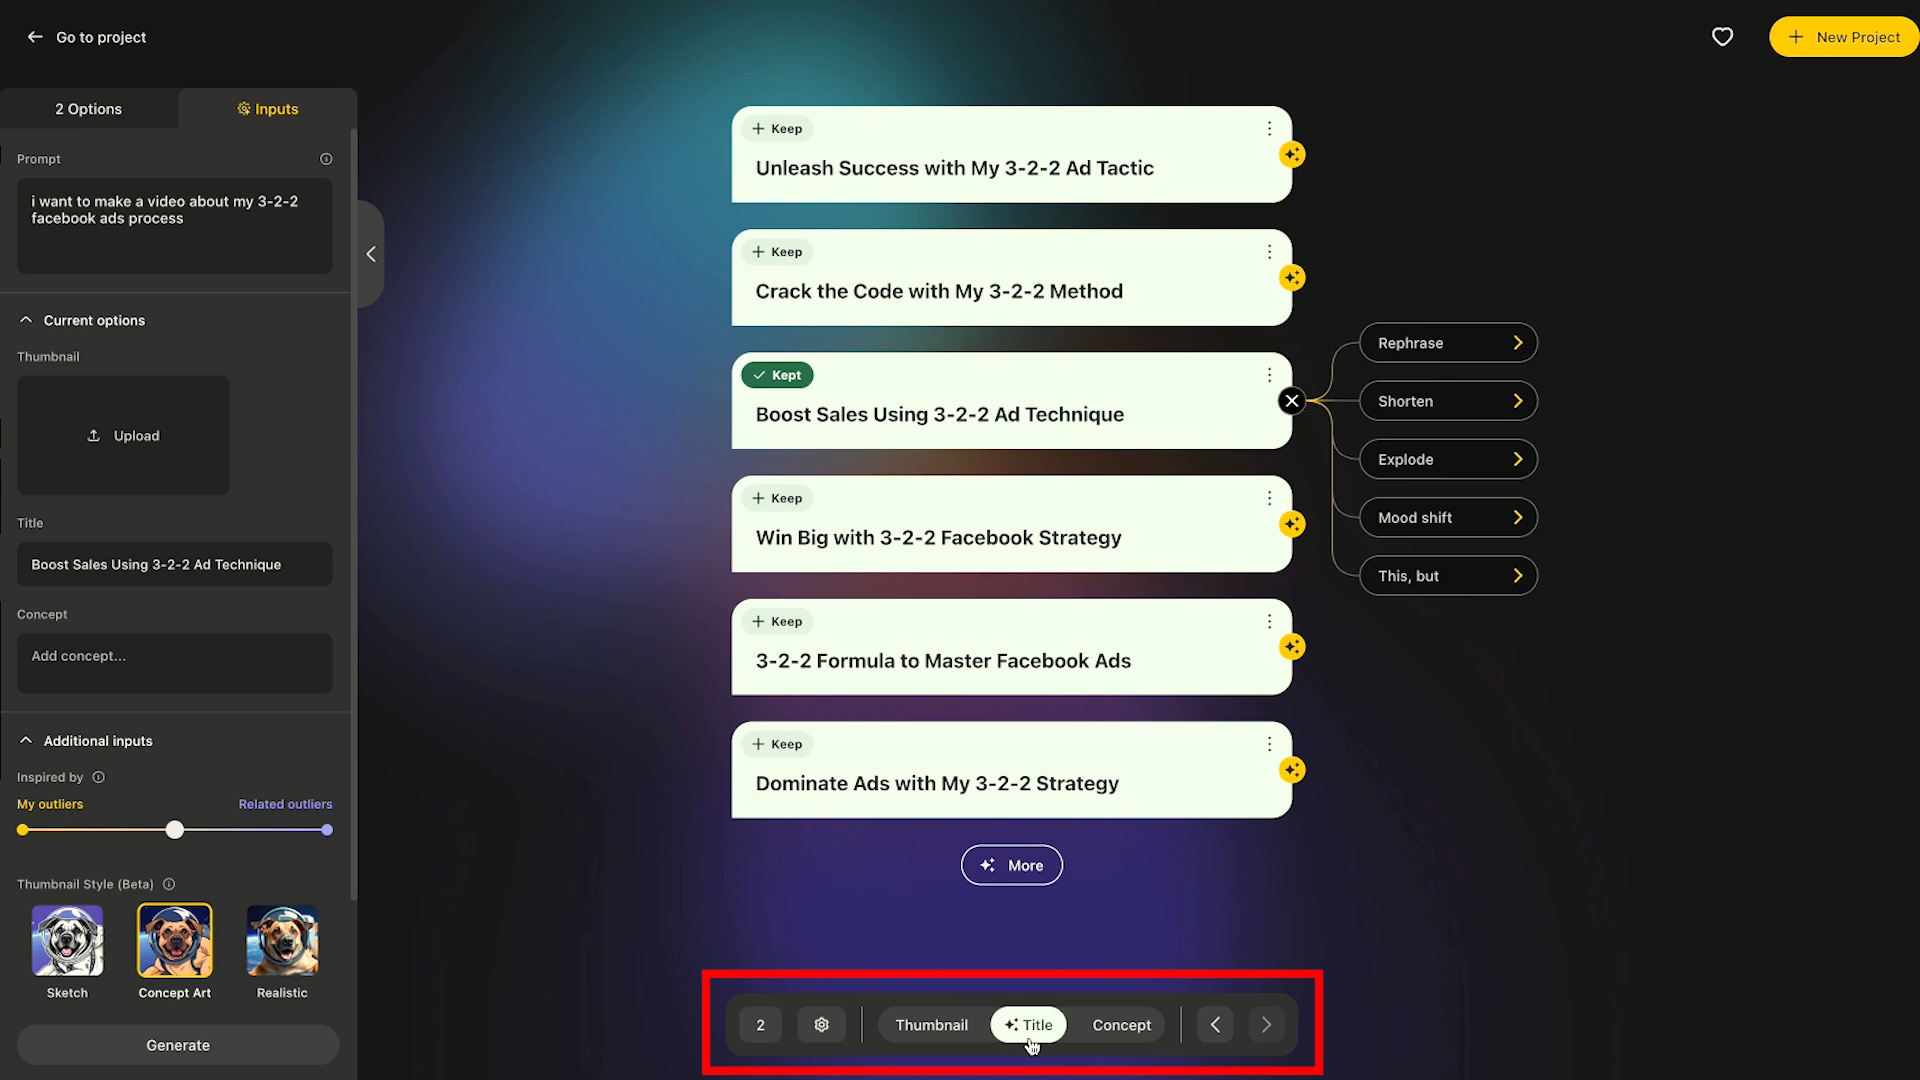 Go to project
New Project
2 Options
Inputs
Prompt
i want to make a video about my 3-2-2
facebook ads process
Current options
Thumbnail
Upload
Title
Boost Sales Using 3-2-2 Ad Technique
Concept
Add concept...
Additional inputs
Inspired by
My outliers
Related outliers
Thumbnail Style (Beta)
Sketch
Concept Art
Realistic
Generate
Keep
Unleash Success with My 3-2-2 Ad Tactic
Keep
Crack the Code with My 3-2-2 Method
Kept
Boost Sales Using 3-2-2 Ad Technique
Keep
Win Big with 3-2-2 Facebook Strategy
Keep
3-2-2 Formula to Master Facebook Ads
Keep
Dominate Ads with My 3-2-2 Strategy
More
Rephrase
Shorten
Explode
Mood shift
This, but
2
Thumbnail
Title
Concept